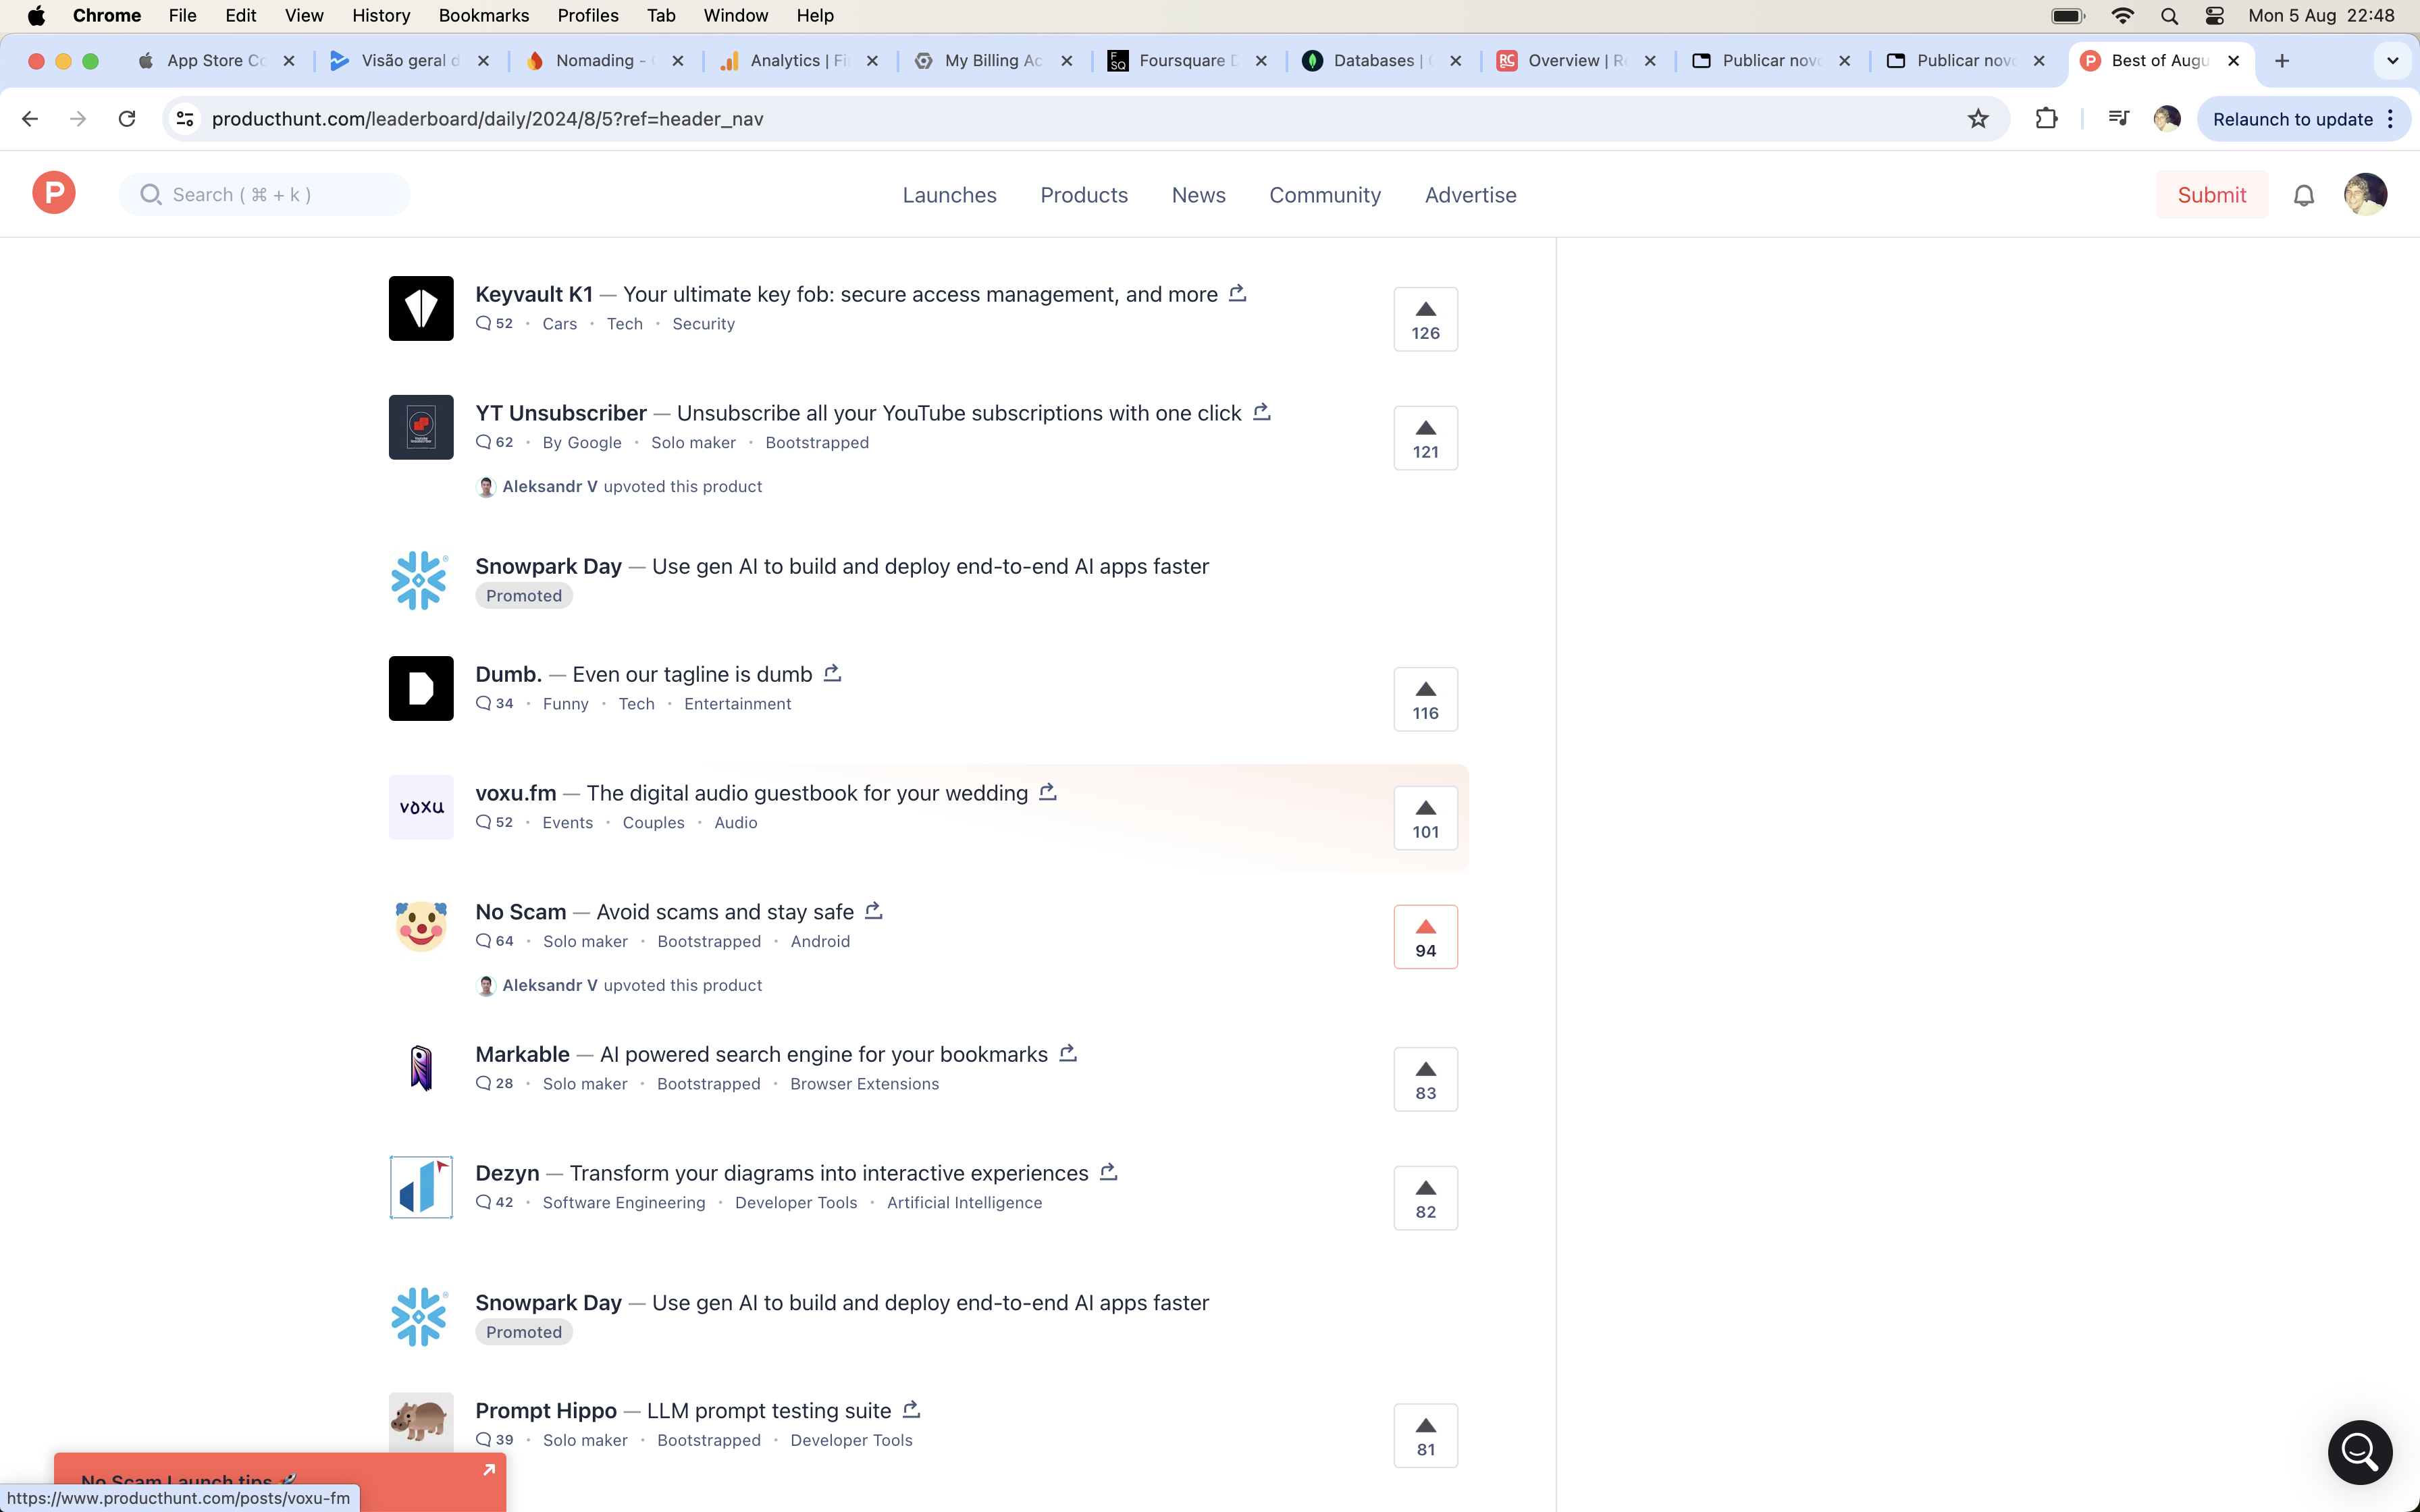 Chrome File Edit View History Bookmarks Profiles Tab Window Help Mon 5 Aug 22:48
App Store Co Visão geral d Nomading - Analytics | Fi My Billing Ac Foursquare D Databases | Overview | R Publicar novo Publicar novo Best of Augu
producthunt.com/leaderboard/daily/2024/8/5?ref=header_nav Relaunch to update
P Search ( ⌘ + k ) Launches Products News Community Advertise Submit
Keyvault K1 — Your ultimate key fob: secure access management, and more
52 • Cars • Tech • Security
126
YT Unsubscriber — Unsubscribe all your YouTube subscriptions with one click
62 • By Google • Solo maker • Bootstrapped
121
Aleksandr V upvoted this product
Snowpark Day — Use gen AI to build and deploy end-to-end AI apps faster
Promoted
Dumb. — Even our tagline is dumb
34 • Funny • Tech • Entertainment
116
voxu
voxu.fm — The digital audio guestbook for your wedding
52 • Events • Couples • Audio
101
No Scam — Avoid scams and stay safe
64 • Solo maker • Bootstrapped • Android
94
Aleksandr V upvoted this product
Markable — AI powered search engine for your bookmarks
28 • Solo maker • Bootstrapped • Browser Extensions
83
Dezyn — Transform your diagrams into interactive experiences
42 • Software Engineering • Developer Tools • Artificial Intelligence
82
Snowpark Day — Use gen AI to build and deploy end-to-end AI apps faster
Promoted
Prompt Hippo — LLM prompt testing suite
39 • Solo maker • Bootstrapped • Developer Tools
81
No Scam Launch tips 🚀
https://www.producthunt.com/posts/voxu-fm